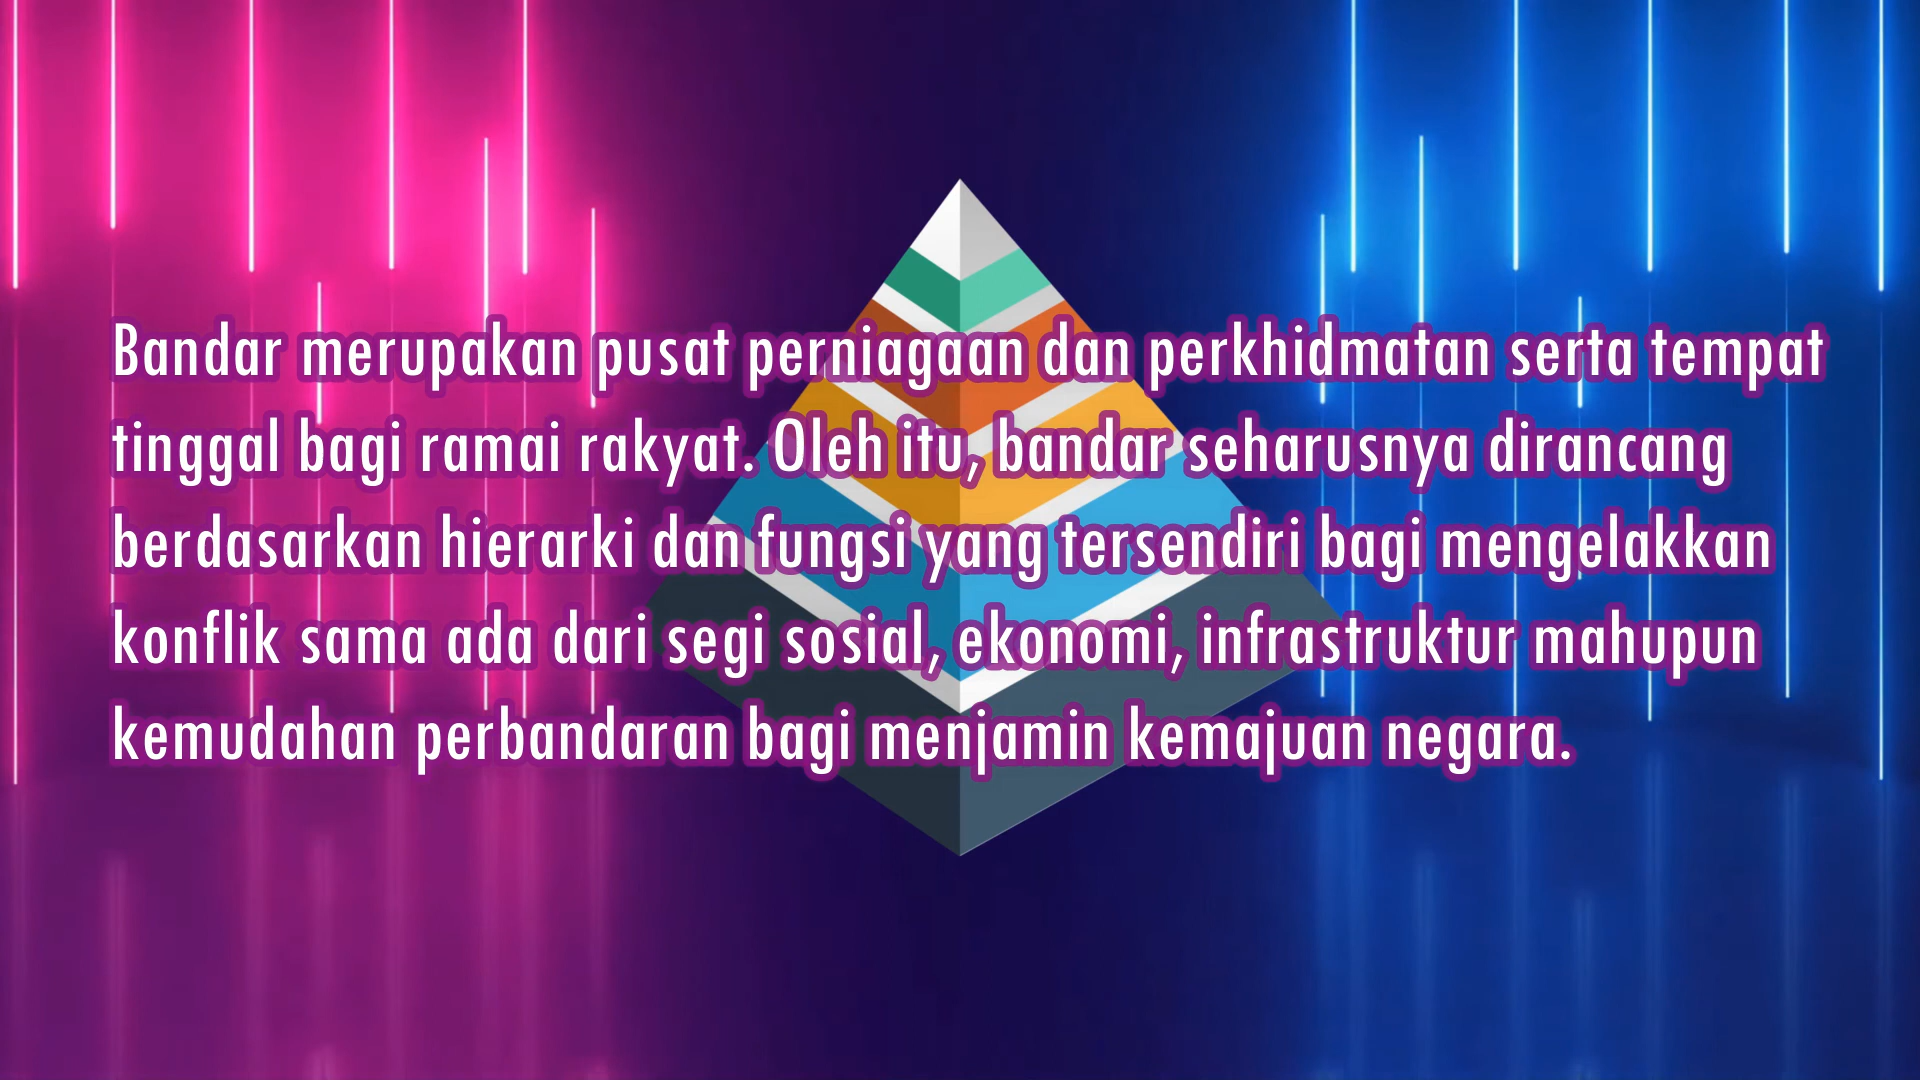 Bandar merupakan pusat perniagaan dan perkhidmatan serta tempat
tinggal bagi ramai rakyat. Oleh itu, bandar seharusnya dirancang
berdasarkan hierarki dan fungsi yang tersendiri bagi mengelakkan
konflik sama ada dari segi sosial, ekonomi, infrastruktur mahupun
kemudahan perbandaran bagi menjamin kemajuan negara.